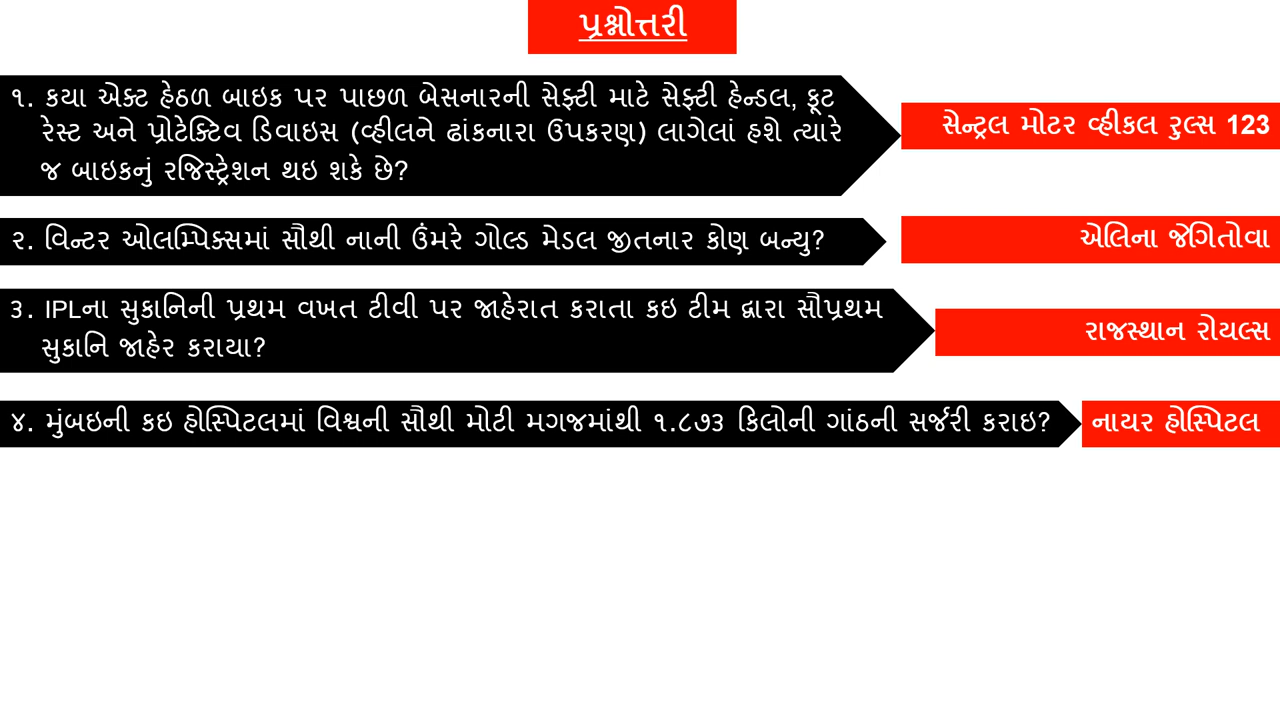 પ્રશ્નોત્તરી
૧. કયા એક્ટ હેઠળ બાઇક પર પાછળ બેસનારની સેફ્ટી માટે સેફ્ટી હેન્ડલ, ફૂટ
રેસ્ટ અને પ્રોટેક્ટિવ ડિવાઇસ (વ્હીલને ઢાંકનારા ઉપકરણ) લાગેલાં હશે ત્યારે
જ બાઇકનું રજિસ્ટ્રેશન થઇ શકે છે?
સેન્ટ્રલ મોટર વ્હીકલ રુલ્સ 123
૨. વિન્ટર ઓલમ્પિક્સમાં સૌથી નાની ઉંમરે ગોલ્ડ મેડલ જીતનાર કોણ બન્યુ?
એલિના જેગિતોવા
૩. IPLના સુકાનિની પ્રથમ વખત ટીવી પર જાહેરાત કરાતા કઇ ટીમ દ્વારા સૌપ્રથમ
સુકાનિ જાહેર કરાયા?
રાજસ્થાન રોયલ્સ
૪. મુંબઇની કઇ હોસ્પિટલમાં વિશ્વની સૌથી મોટી મગજમાંથી ૧.૮૭૩ કિલોની ગાંઠની સર્જરી કરાઇ?
નાયર હોસ્પિટલ